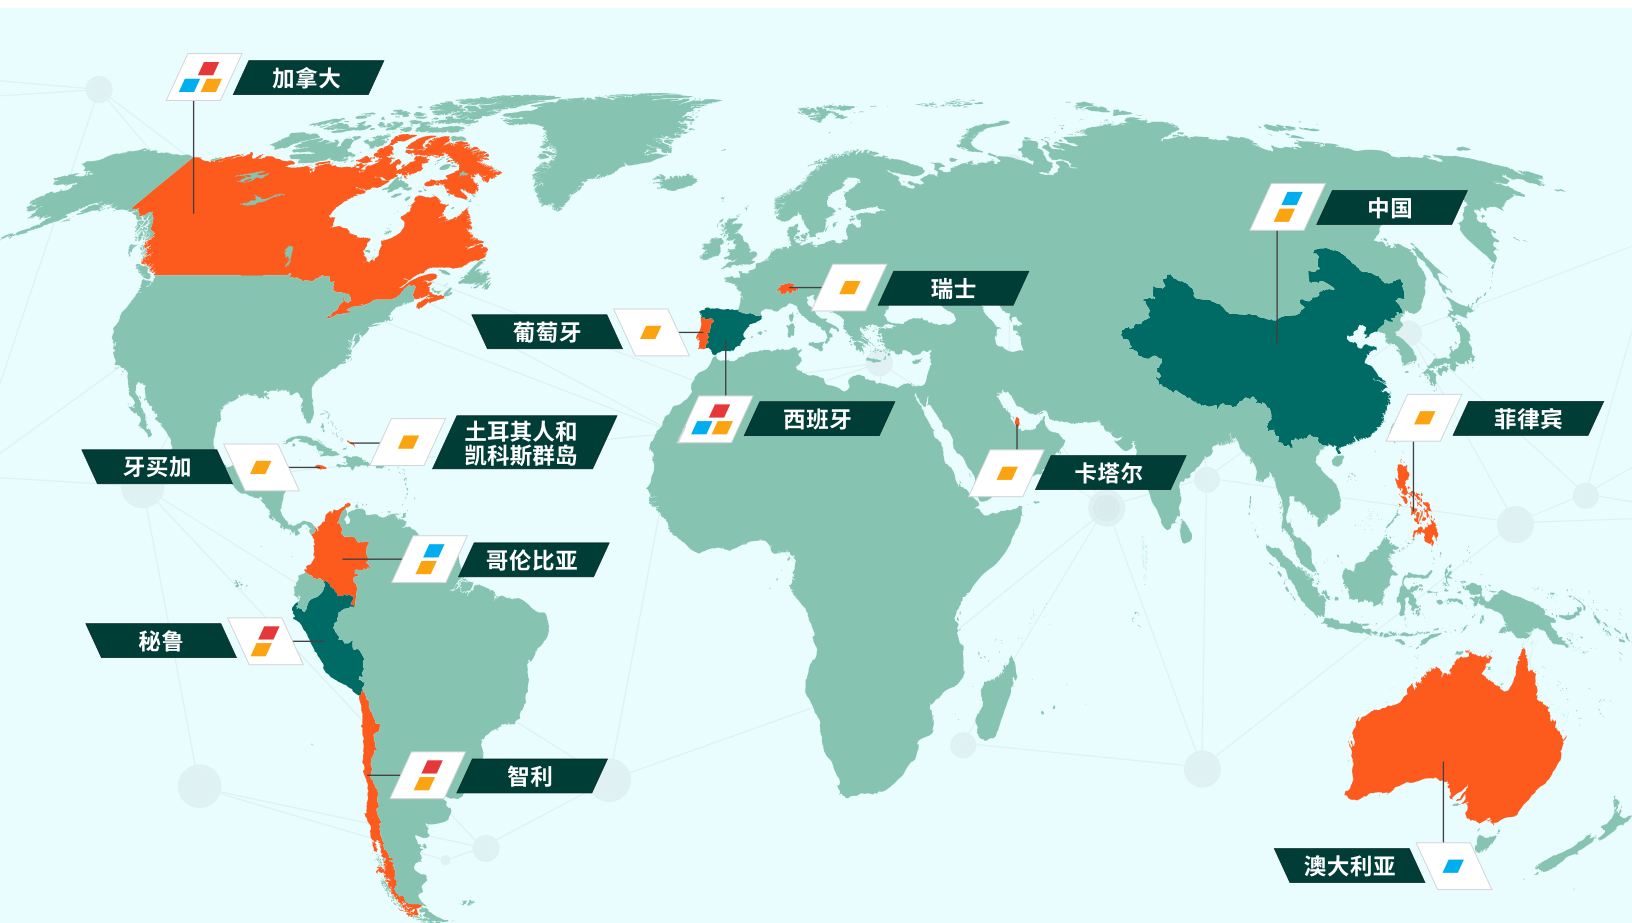 加拿大
中国
瑞士
葡萄牙
西班牙
菲律宾
土耳其人和
凯科斯群岛
牙买加
卡塔尔
哥伦比亚
秘鲁
智利
澳大利亚